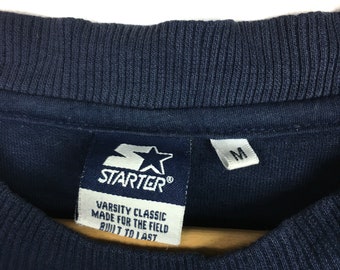 STARTER®
M
VARSITY CLASSIC
MADE FOR THE FIELD
BUILT TO LAST